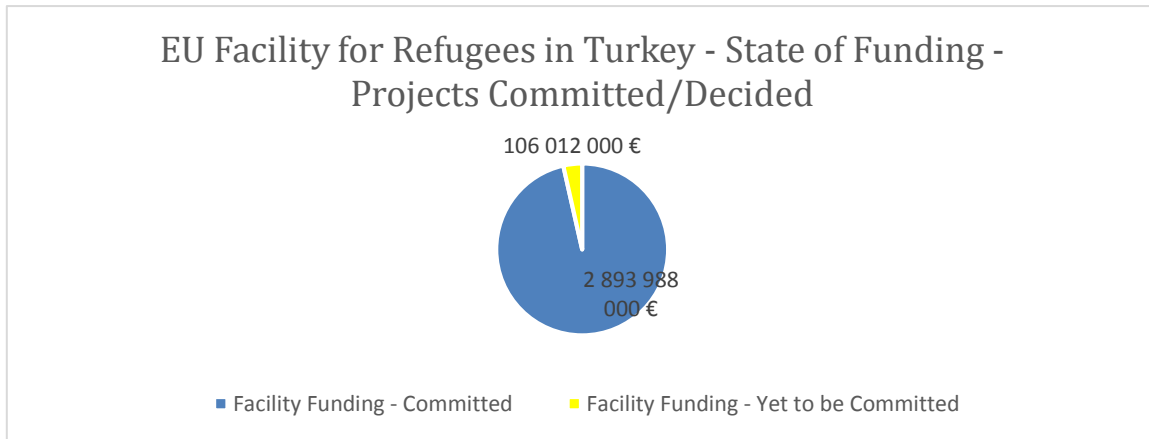 EU Facility for Refugees in Turkey - State of Funding -
Projects Committed/Decided
106 012 000 €
2 893 988
000 €
Facility Funding - Committed
Facility Funding - Yet to be Committed